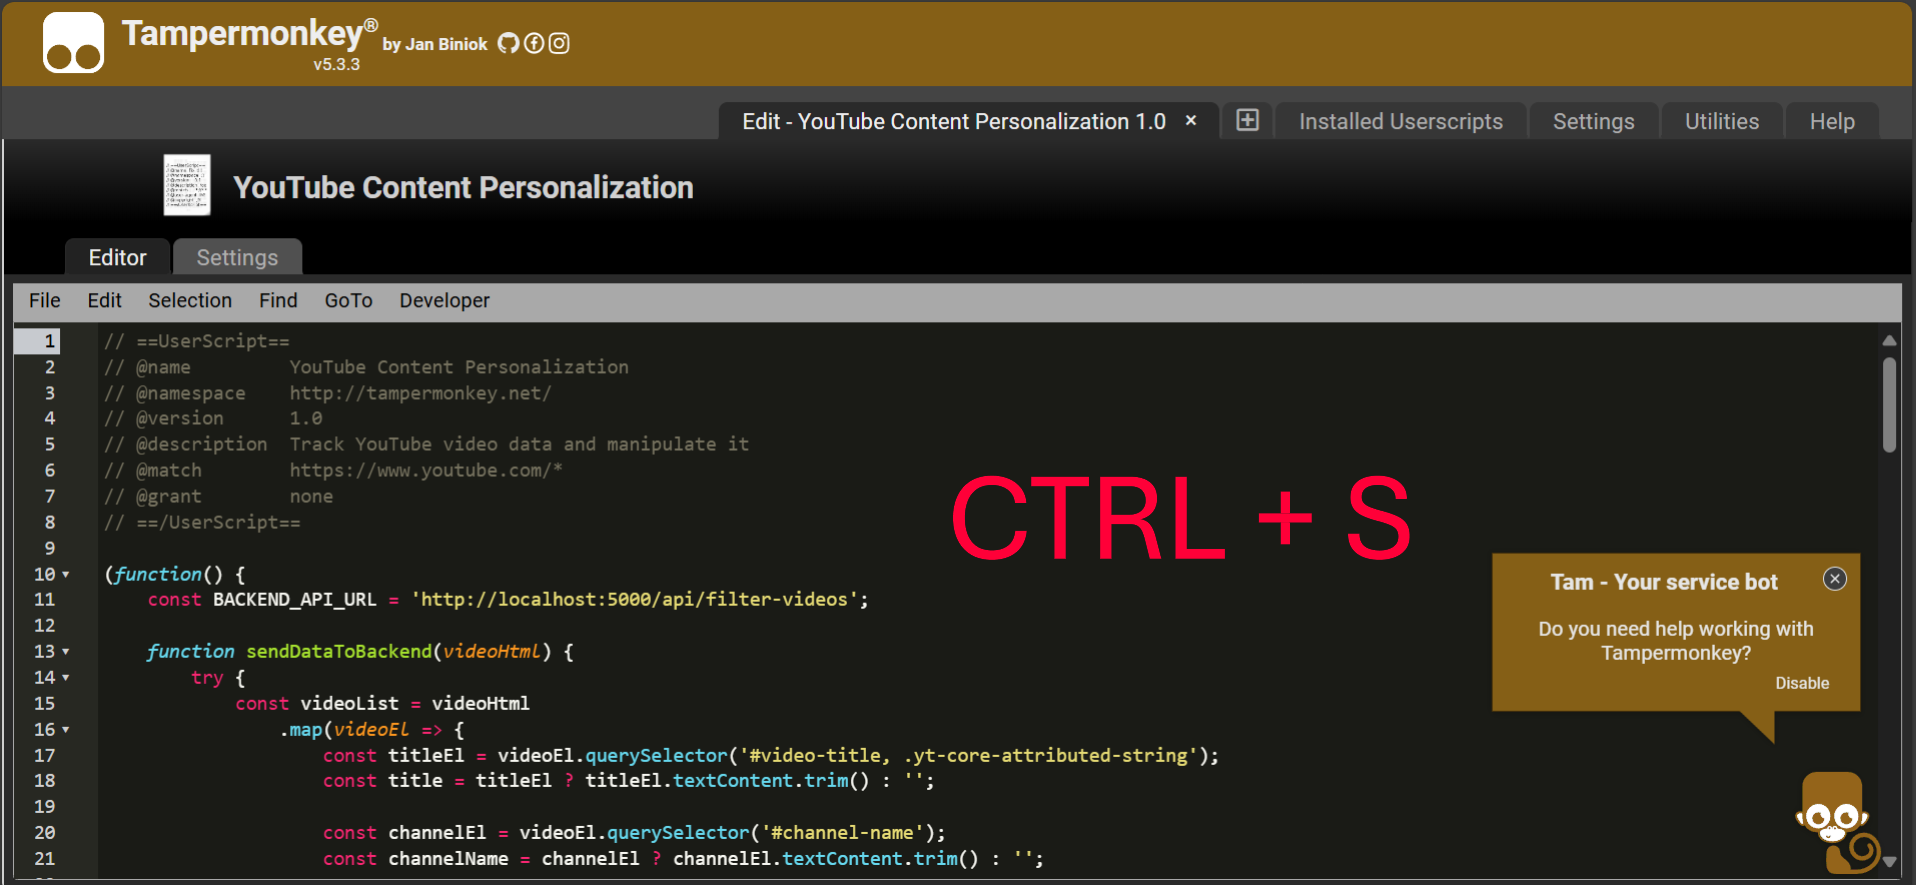 Tampermonkey® by Jan Biniok
v5.3.3
Edit - YouTube Content Personalization 1.0 × Installed Userscripts Settings Utilities Help
YouTube Content Personalization
Editor Settings
File Edit Selection Find GoTo Developer
1 // ==UserScript==
2 // @name         YouTube Content Personalization
3 // @namespace    http://tampermonkey.net/
4 // @version      1.0
5 // @description  Track YouTube video data and manipulate it
6 // @match        https://www.youtube.com/*
7 // @grant        none
8 // ==/UserScript==
9
10 (function() {
11     const BACKEND_API_URL = 'http://localhost:5000/api/filter-videos';
12
13     function sendDataToBackend(videoHtml) {
14         try {
15             const videoList = videoHtml
16                 .map(videoEl => {
17                     const titleEl = videoEl.querySelector('#video-title, .yt-core-attributed-string');
18                     const title = titleEl ? titleEl.textContent.trim() : '';
19
20                     const channelEl = videoEl.querySelector('#channel-name');
21                     const channelName = channelEl ? channelEl.textContent.trim() : '';
CTRL + S
Tam - Your service bot
Do you need help working with
Tampermonkey?
Disable